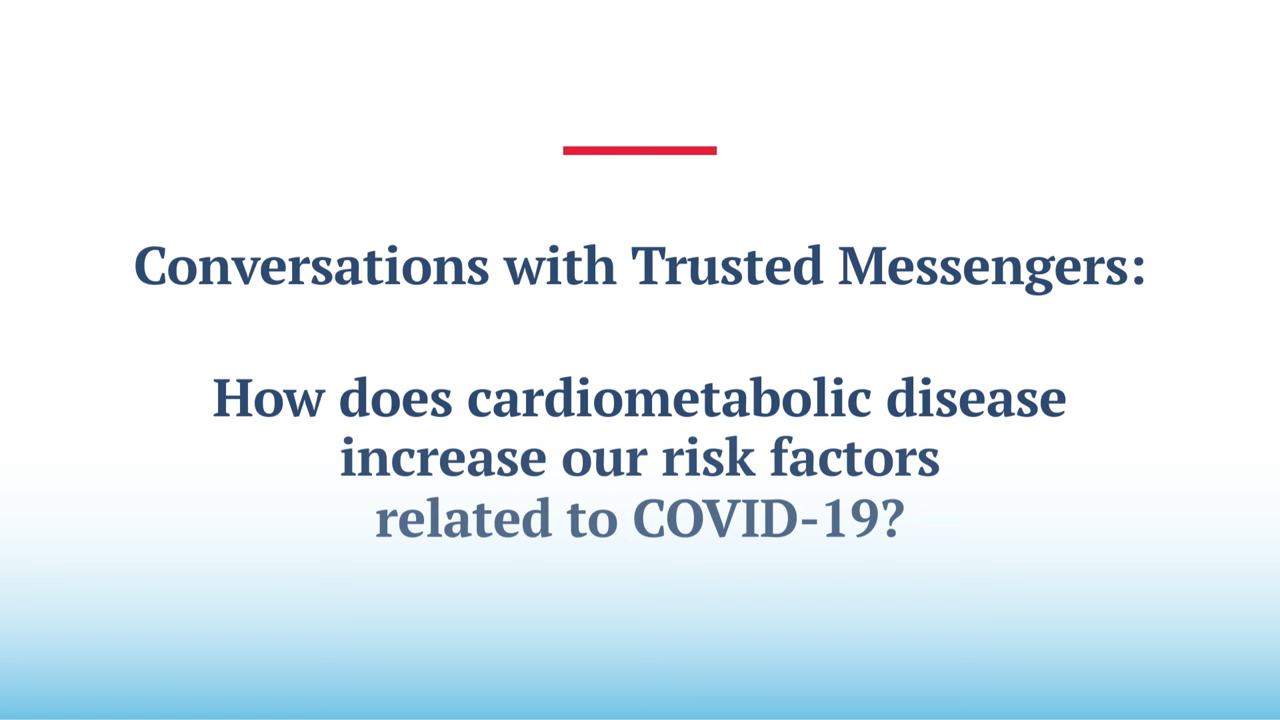 Conversations with Trusted Messengers:
How does cardiometabolic disease
increase our risk factors
related to COVID-19?